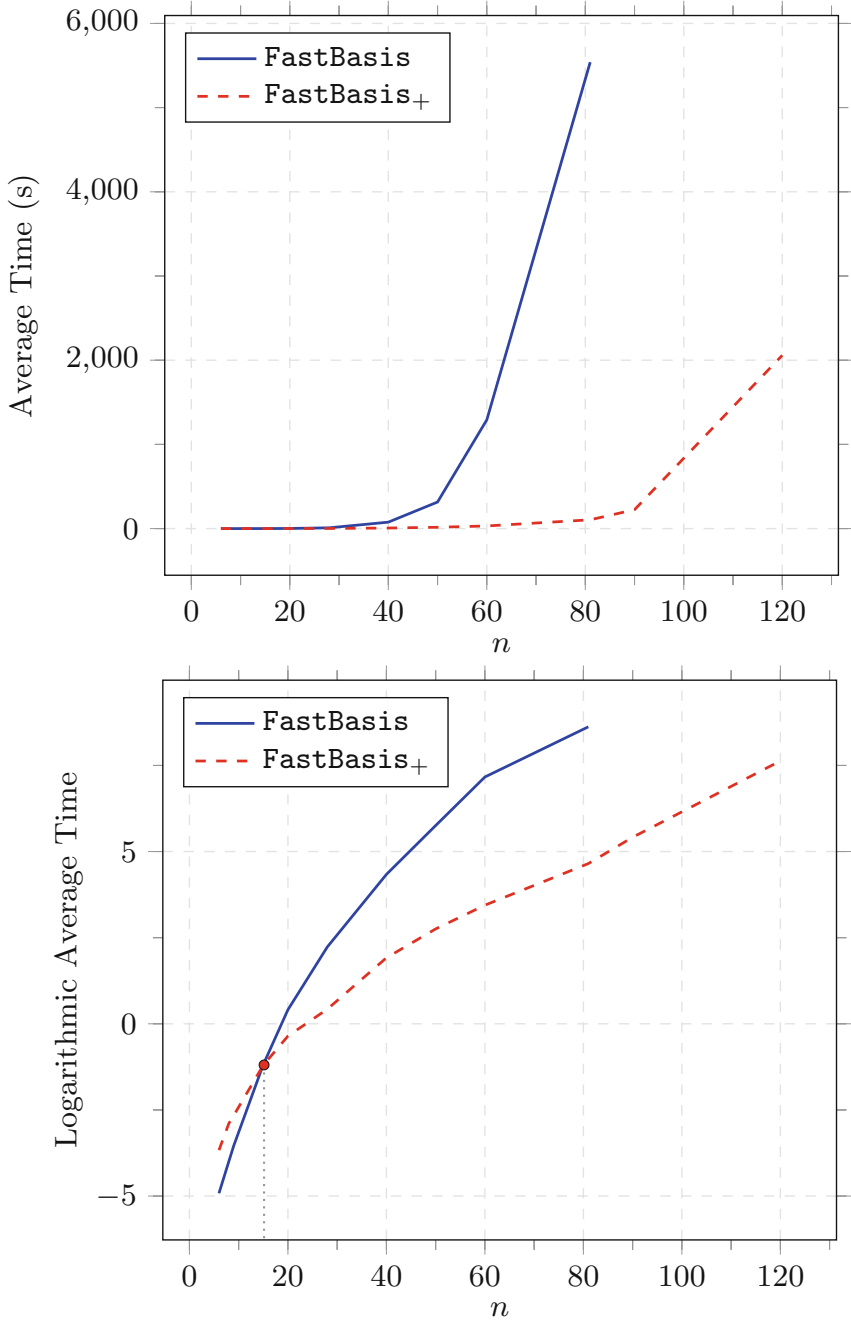 6,000
FastBasis
FastBasis₊
4,000
Average Time (s)
2,000
0
0 20 40 60 80 100 120
n
FastBasis
FastBasis₊
Logarithmic Average Time
5
0
−5
0 20 40 60 80 100 120
n